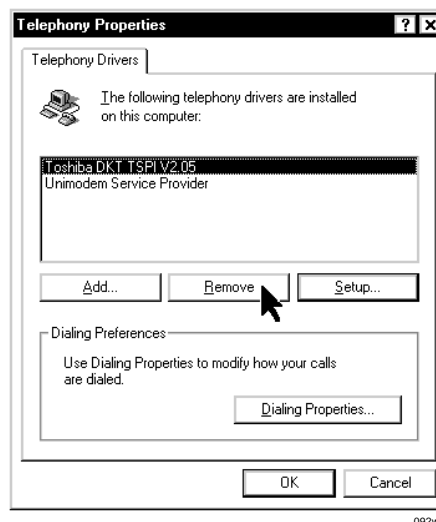 Telephony Properties
? X
Telephony Drivers
The following telephony drivers are installed
on this computer:
Toshiba DKT TSPI V2.05
Unimodem Service Provider
Add... Remove Setup...
Dialing Preferences
Use Dialing Properties to modify how your calls
are dialed.
Dialing Properties...
OK Cancel